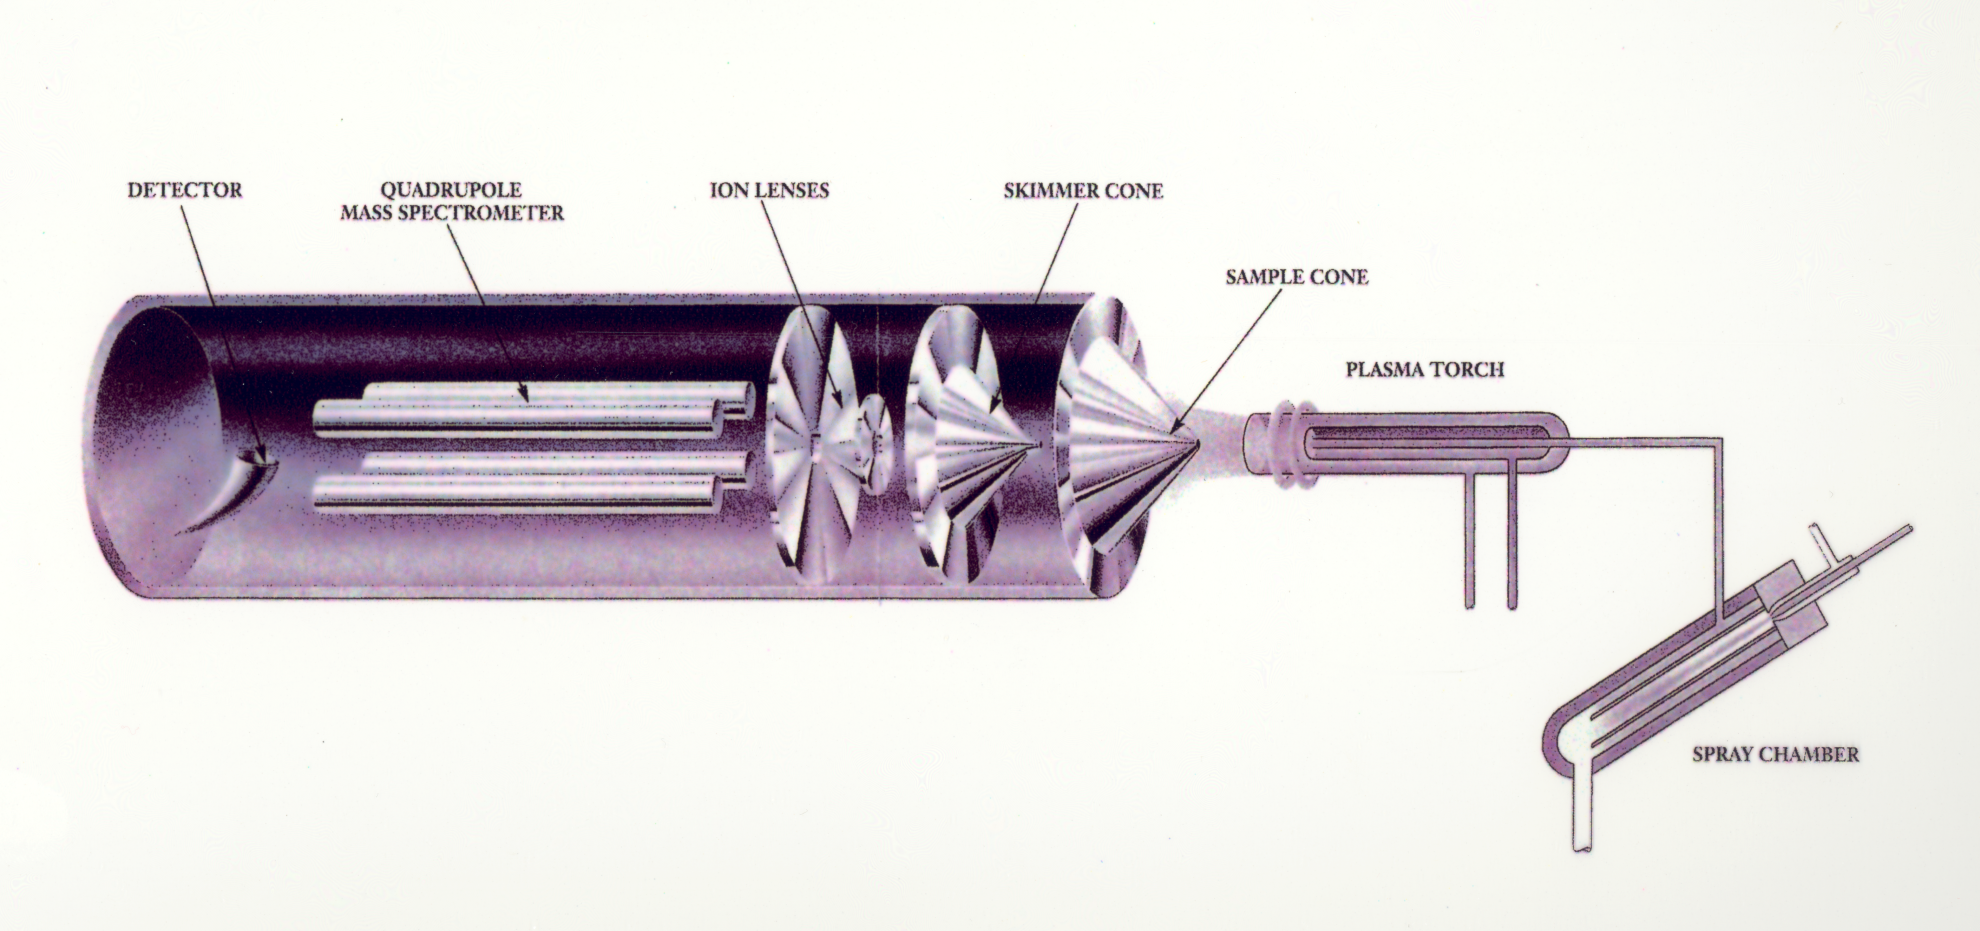 DETECTOR
QUADRUPOLE
MASS SPECTROMETER
ION LENSES
SKIMMER CONE
SAMPLE CONE
PLASMA TORCH
SPRAY CHAMBER